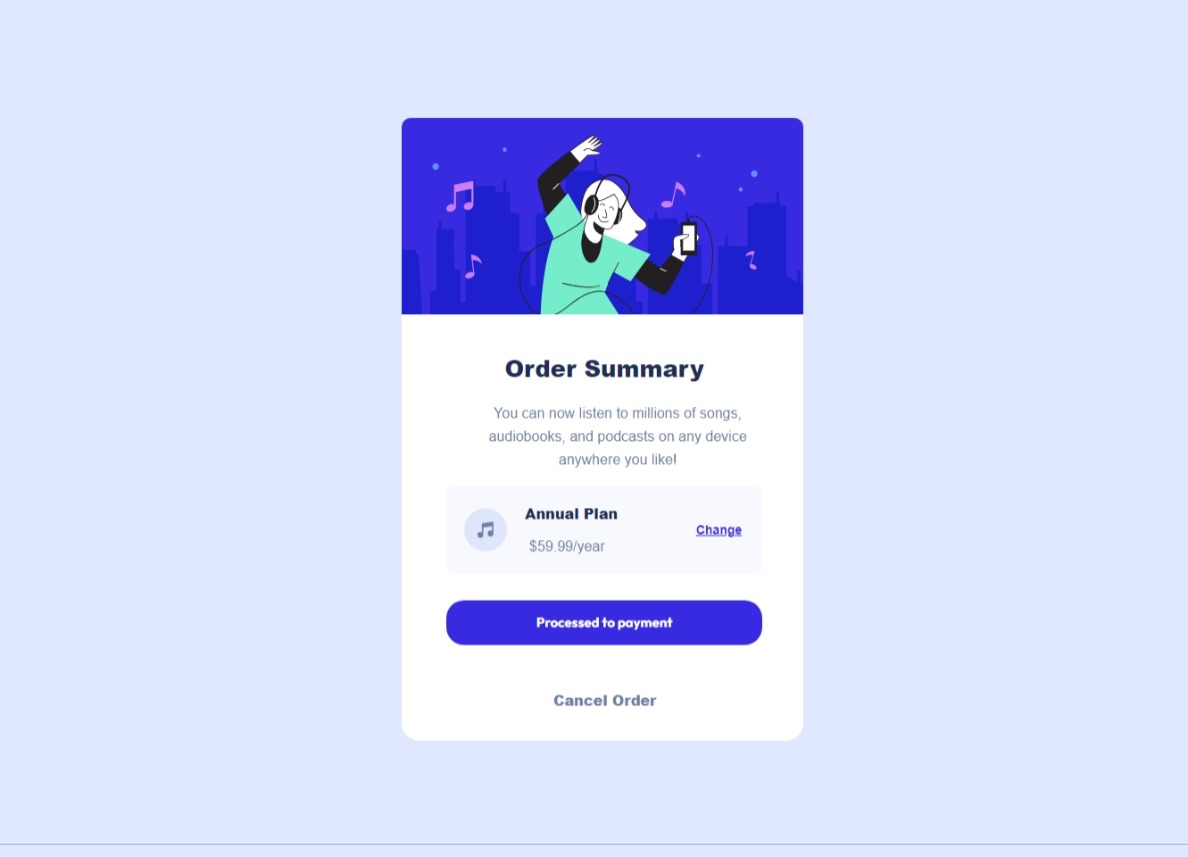 Order Summary
You can now listen to millions of songs,
audiobooks, and podcasts on any device
anywhere you like!
Annual Plan
$59.99/year
Change
Processed to payment
Cancel Order